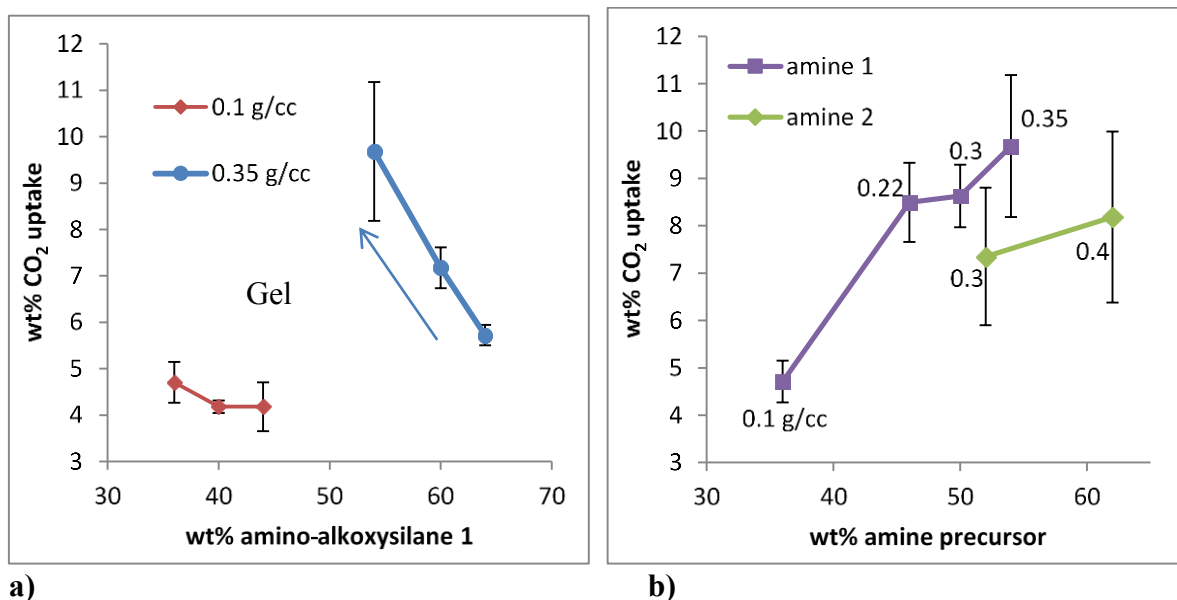 12
11
10
9
8
7
6
5
4
3
wt% CO₂ uptake
0.1 g/cc
0.35 g/cc
Gel
30 40 50 60 70
wt% amino-alkoxysilane 1
a)
12
11
10
9
8
7
6
5
4
3
wt% CO₂ uptake
amine 1
amine 2
0.35
0.3
0.22
0.4
0.3
0.1 g/cc
30 40 50 60
wt% amine precursor
b)